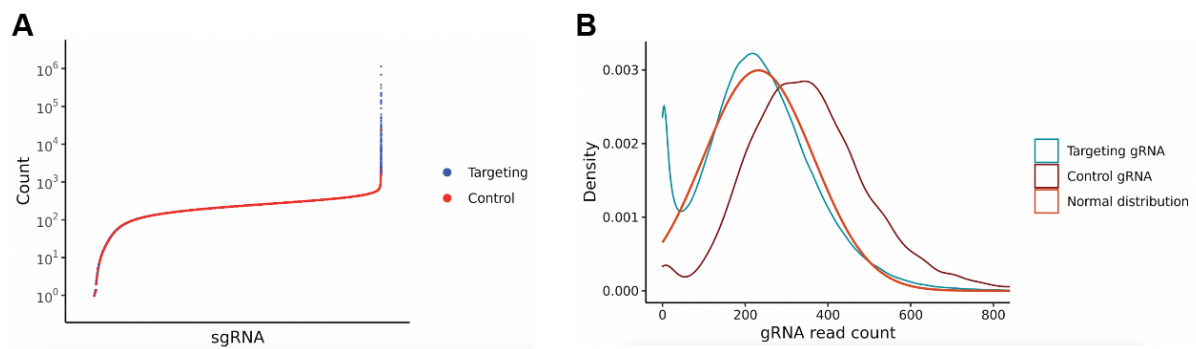 A
10⁶
10⁵
10⁴
10³
10²
10¹
10⁰
Count
sgRNA
Targeting
Control
B
0.003
0.002
0.001
0.000
Density
0 200 400 600 800
gRNA read count
Targeting gRNA
Control gRNA
Normal distribution